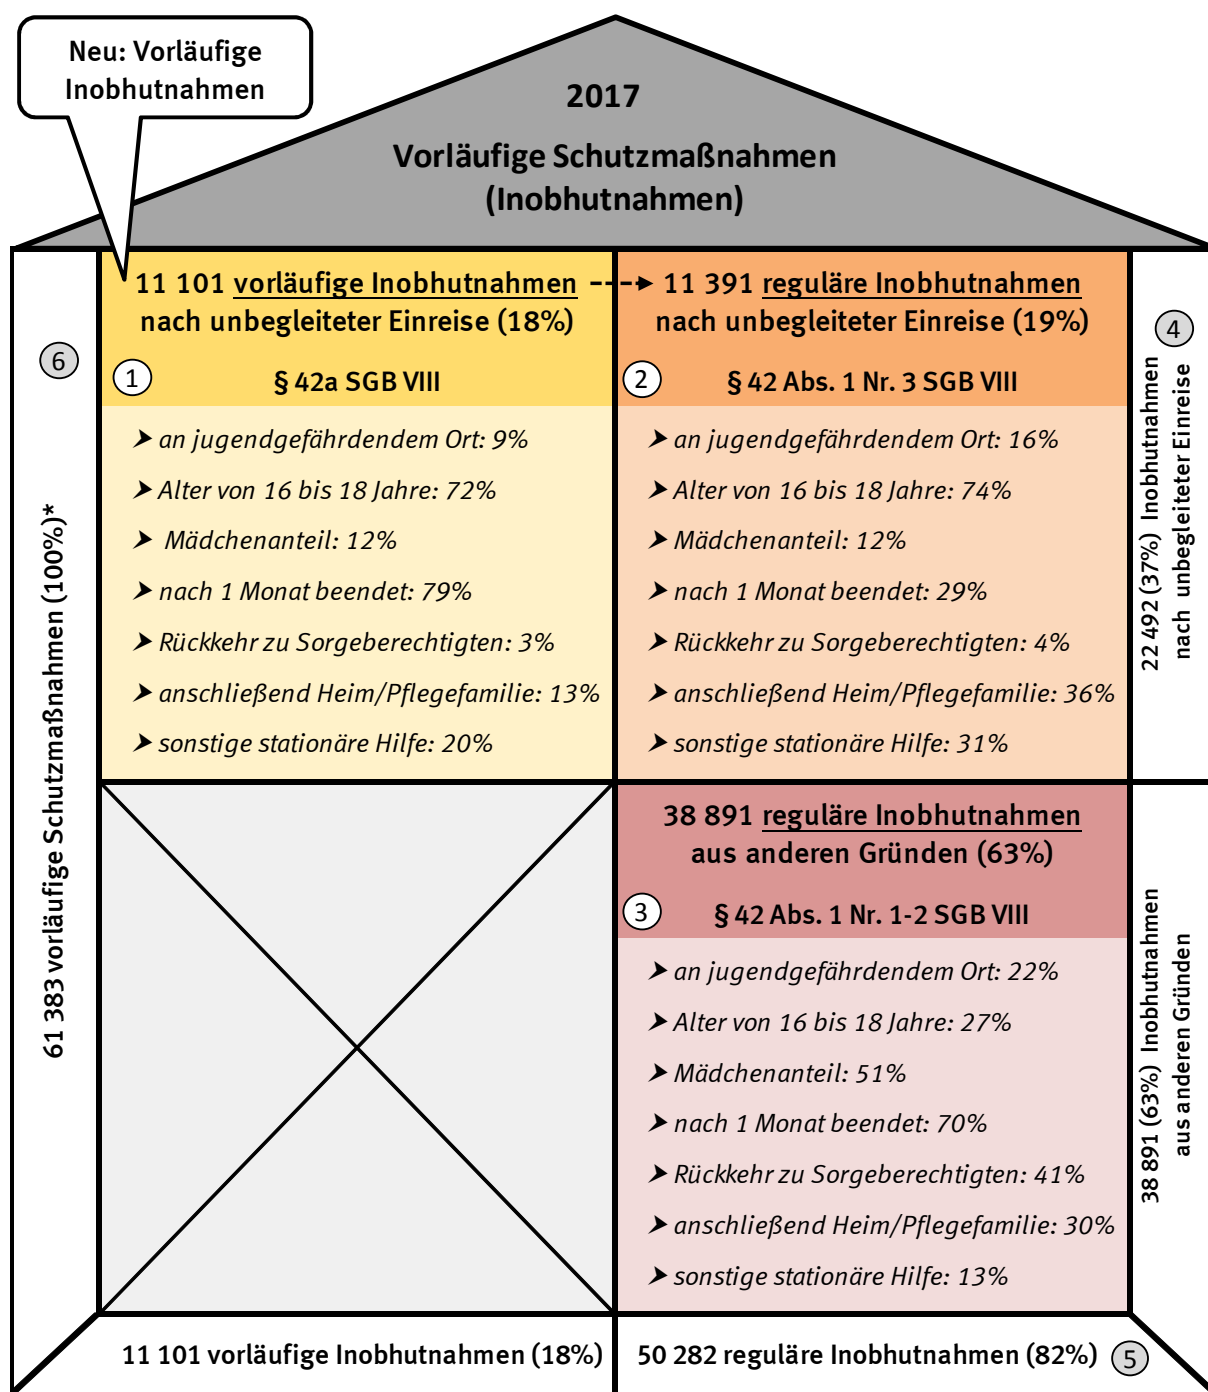 Neu: Vorläufige
Inobhutnahmen
2017
Vorläufige Schutzmaßnahmen
(Inobhutnahmen)
6
61 383 vorläufige Schutzmaßnahmen (100%)*
11 101 vorläufige Inobhutnahmen
nach unbegleiteter Einreise (18%)
1
§ 42a SGB VIII
➤ an jugendgefährdendem Ort: 9%
➤ Alter von 16 bis 18 Jahre: 72%
➤ Mädchenanteil: 12%
➤ nach 1 Monat beendet: 79%
➤ Rückkehr zu Sorgeberechtigten: 3%
➤ anschließend Heim/Pflegefamilie: 13%
➤ sonstige stationäre Hilfe: 20%
11 391 reguläre Inobhutnahmen
nach unbegleiteter Einreise (19%)
2
§ 42 Abs. 1 Nr. 3 SGB VIII
➤ an jugendgefährdendem Ort: 16%
➤ Alter von 16 bis 18 Jahre: 74%
➤ Mädchenanteil: 12%
➤ nach 1 Monat beendet: 29%
➤ Rückkehr zu Sorgeberechtigten: 4%
➤ anschließend Heim/Pflegefamilie: 36%
➤ sonstige stationäre Hilfe: 31%
4
22 492 (37%) Inobhutnahmen
nach unbegleiteter Einreise
38 891 reguläre Inobhutnahmen
aus anderen Gründen (63%)
3
§ 42 Abs. 1 Nr. 1-2 SGB VIII
➤ an jugendgefährdendem Ort: 22%
➤ Alter von 16 bis 18 Jahre: 27%
➤ Mädchenanteil: 51%
➤ nach 1 Monat beendet: 70%
➤ Rückkehr zu Sorgeberechtigten: 41%
➤ anschließend Heim/Pflegefamilie: 30%
➤ sonstige stationäre Hilfe: 13%
38 891 (63%) Inobhutnahmen
aus anderen Gründen
11 101 vorläufige Inobhutnahmen (18%)
50 282 reguläre Inobhutnahmen (82%)
5